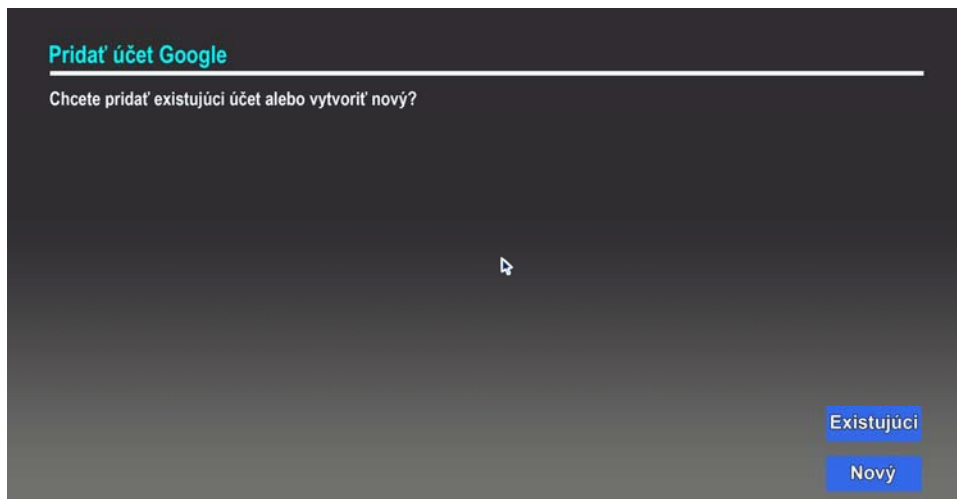 Pridať účet Google
Chcete pridať existujúci účet alebo vytvoriť nový?
Existujúci
Nový